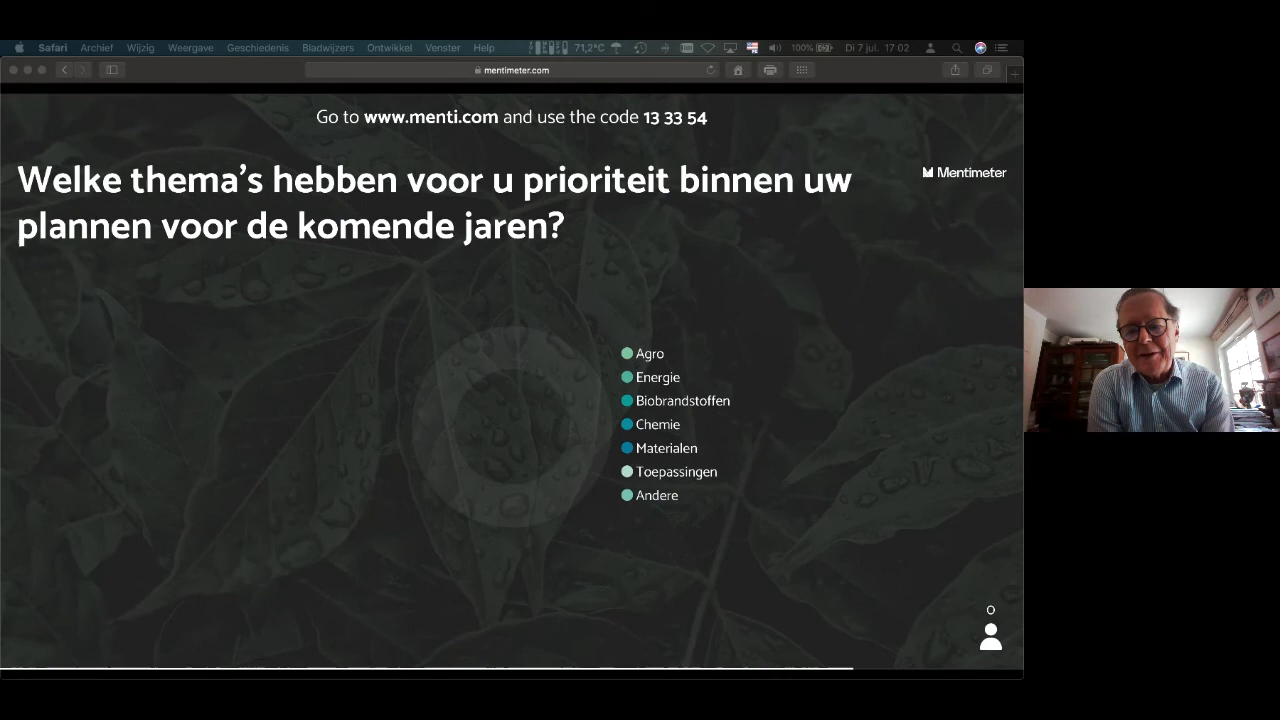 Safari Archief Wijzig Weergave Geschiedenis Bladwijzers Ontwikkel Venster Help 71,2°C 100% Di 7 jul. 17:02
mentimeter.com
Go to www.menti.com and use the code 13 33 54
Welke thema's hebben voor u prioriteit binnen uw
plannen voor de komende jaren?
Mentimeter
Agro
Energie
Biobrandstoffen
Chemie
Materialen
Toepassingen
Andere
0